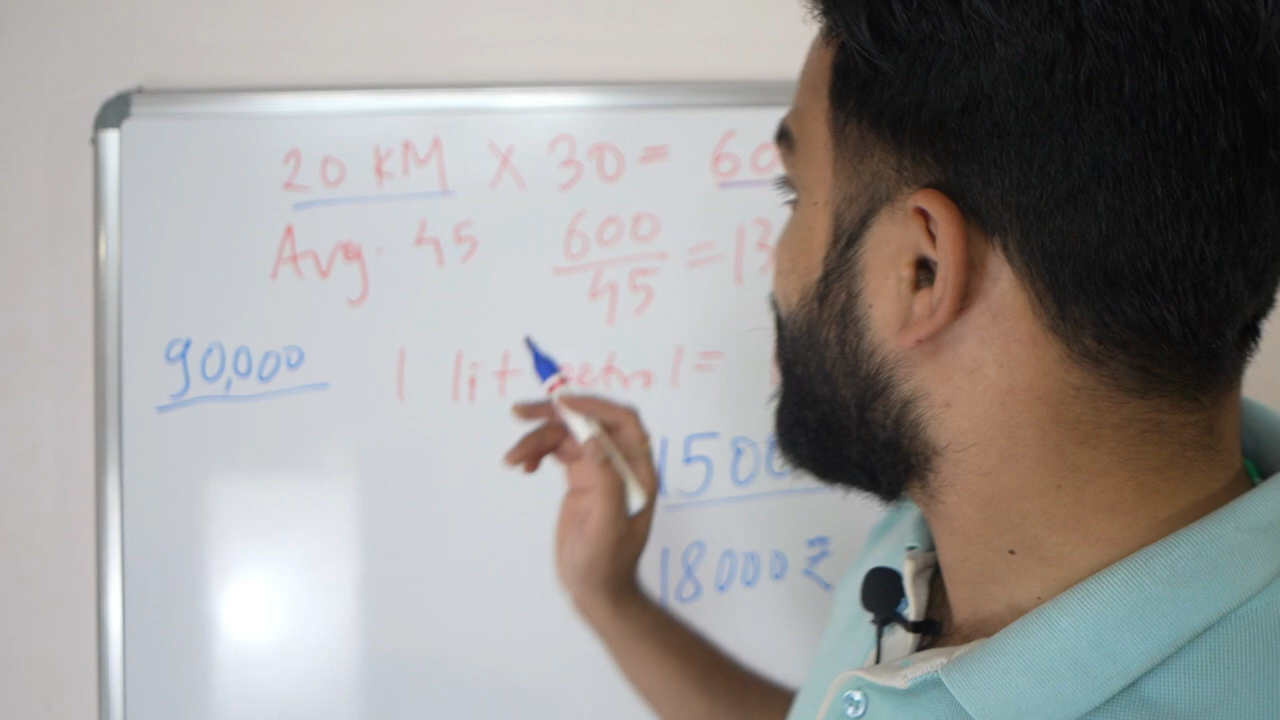 20 KM X 30 = 60
Avg. 45 600/45 = 13
90,000
1 lit petrol =
1500
18000 ₹